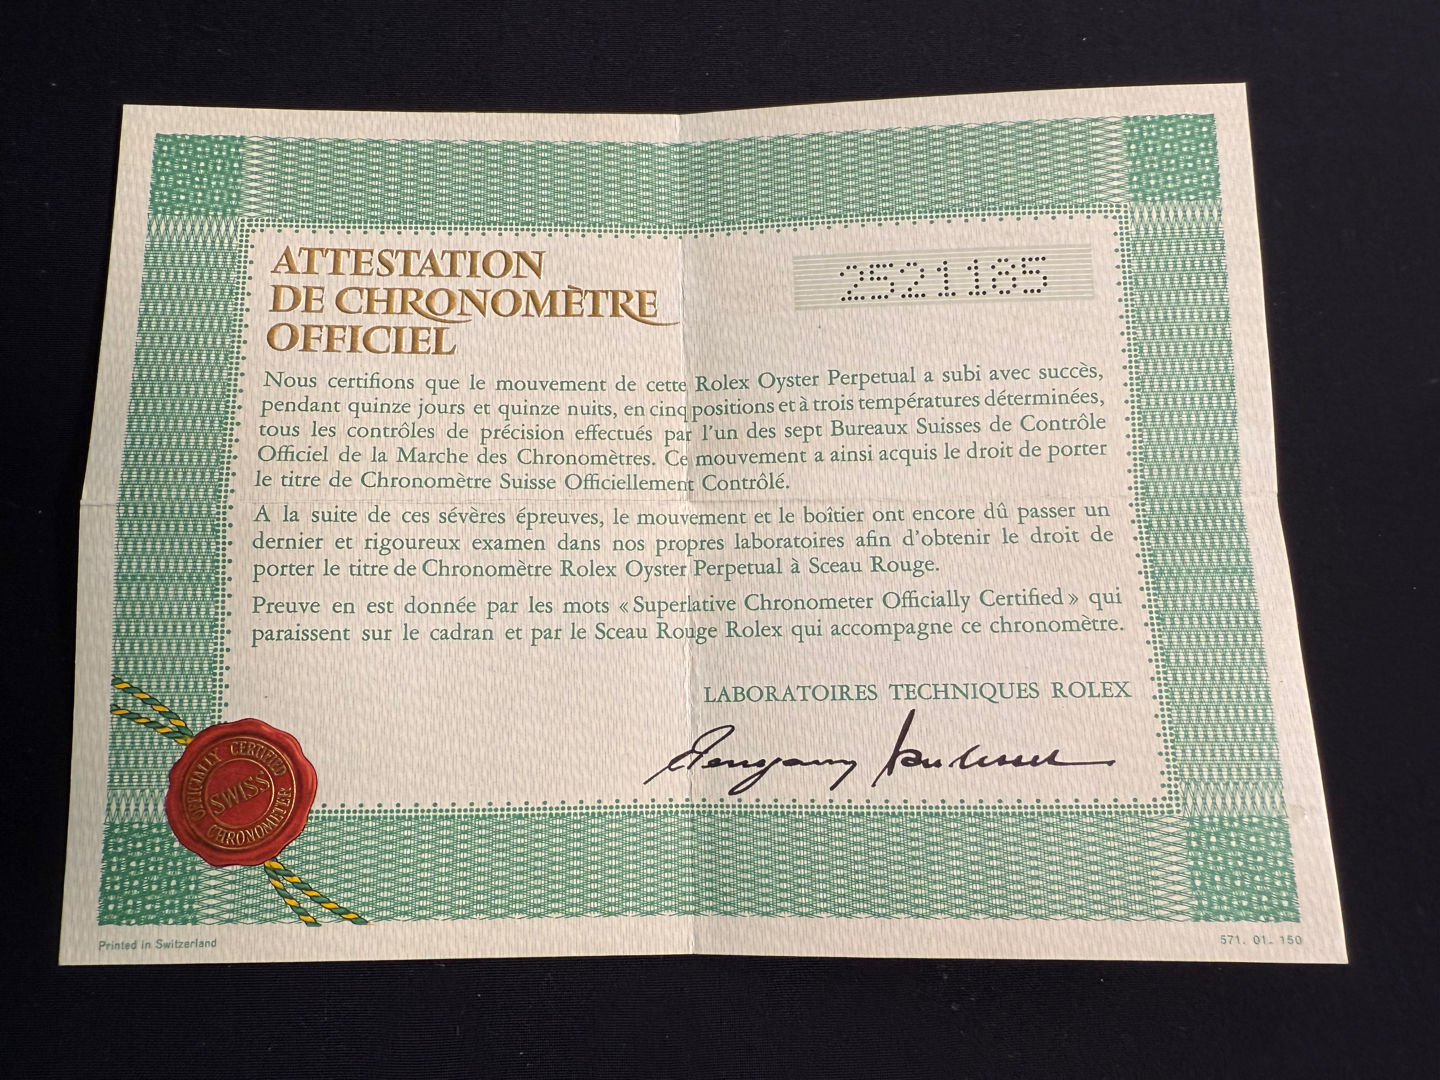 ATTESTATION
DE CHRONOMÈTRE
OFFICIEL
2521185
Nous certifions que le mouvement de cette Rolex Oyster Perpetual a subi avec succès,
pendant quinze jours et quinze nuits, en cinq positions et à trois températures déterminées,
tous les contrôles de précision effectués par l'un des sept Bureaux Suisses de Contrôle
Officiel de la Marche des Chronomètres. Ce mouvement a ainsi acquis le droit de porter
le titre de Chronomètre Suisse Officiellement Contrôlé.
A la suite de ces sévères épreuves, le mouvement et le boîtier ont encore dû passer un
dernier et rigoureux examen dans nos propres laboratoires afin d'obtenir le droit de
porter le titre de Chronomètre Rolex Oyster Perpetual à Sceau Rouge.
Preuve en est donnée par les mots « Superlative Chronometer Officially Certified » qui
paraissent sur le cadran et par le Sceau Rouge Rolex qui accompagne ce chronomètre.
LABORATOIRES TECHNIQUES ROLEX
OFFICIALLY CERTIFIED
SWISS
CHRONOMETER
Printed in Switzerland
571. 01. 150